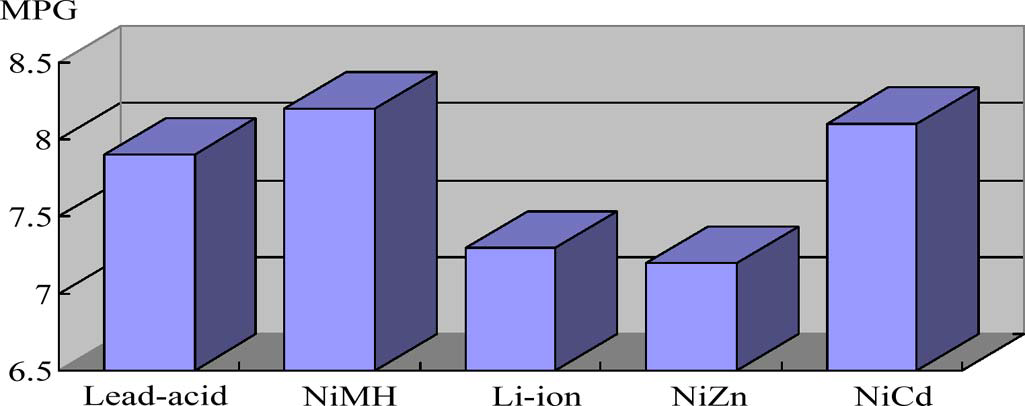 MPG
8.5
8
7.5
7
6.5
Lead-acid NiMH Li-ion NiZn NiCd